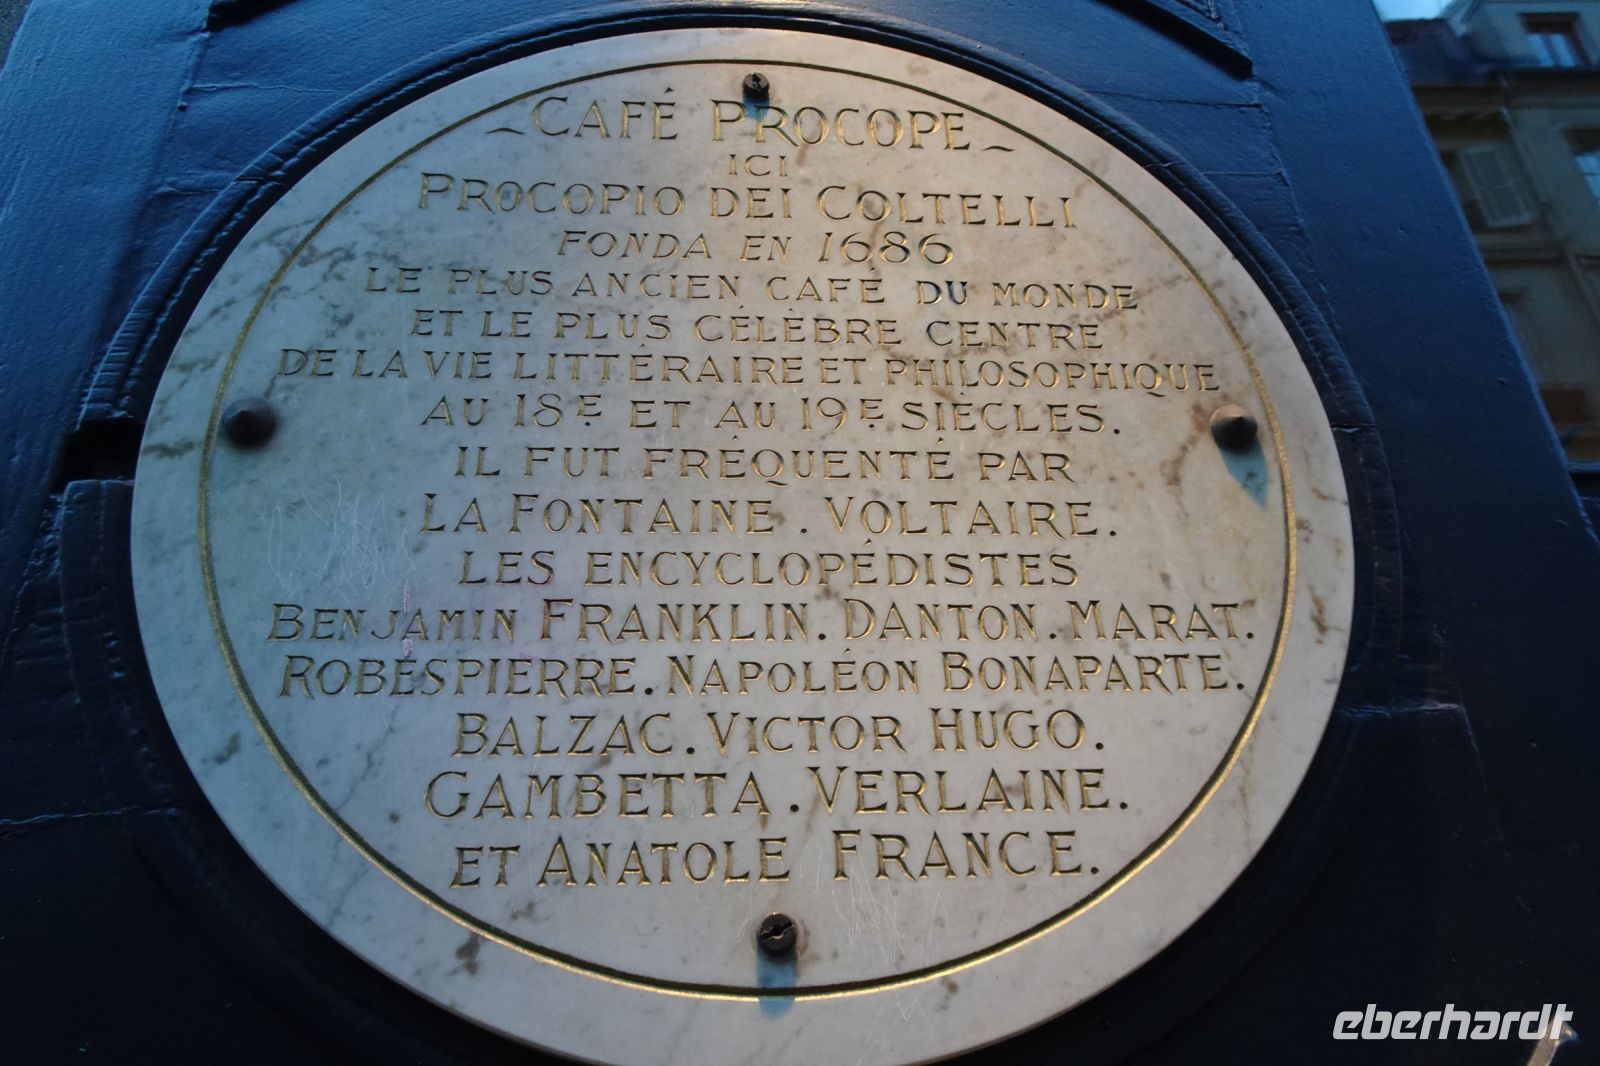 ~ CAFÉ PROCOPE ~
ICI
PROCOPIO DEI COLTELLI
FONDA EN 1686
LE PLUS ANCIEN CAFÉ DU MONDE
ET LE PLUS CÉLÈBRE CENTRE
DE LA VIE LITTÉRAIRE ET PHILOSOPHIQUE
AU 18E ET AU 19E SIÈCLES.
IL FUT FRÉQUENTÉ PAR
LA FONTAINE . VOLTAIRE.
LES ENCYCLOPÉDISTES
BENJAMIN FRANKLIN. DANTON. MARAT.
ROBESPIERRE. NAPOLÉON BONAPARTE.
BALZAC. VICTOR HUGO.
GAMBETTA . VERLAINE.
ET ANATOLE FRANCE.
eberhardt